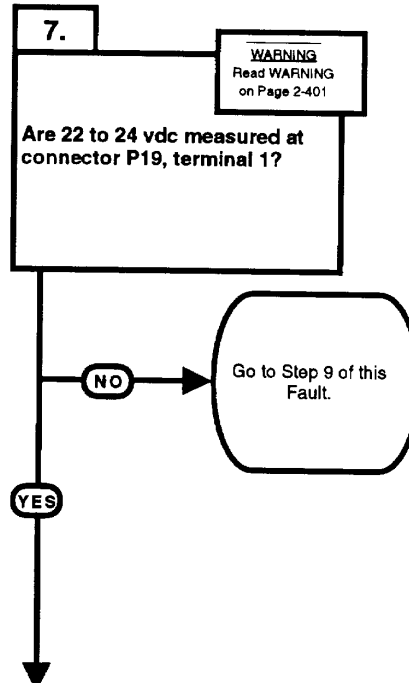 7.
WARNING
Read WARNING
on Page 2-401
Are 22 to 24 vdc measured at
connector P19, terminal 1?
NO
Go to Step 9 of this
Fault.
YES